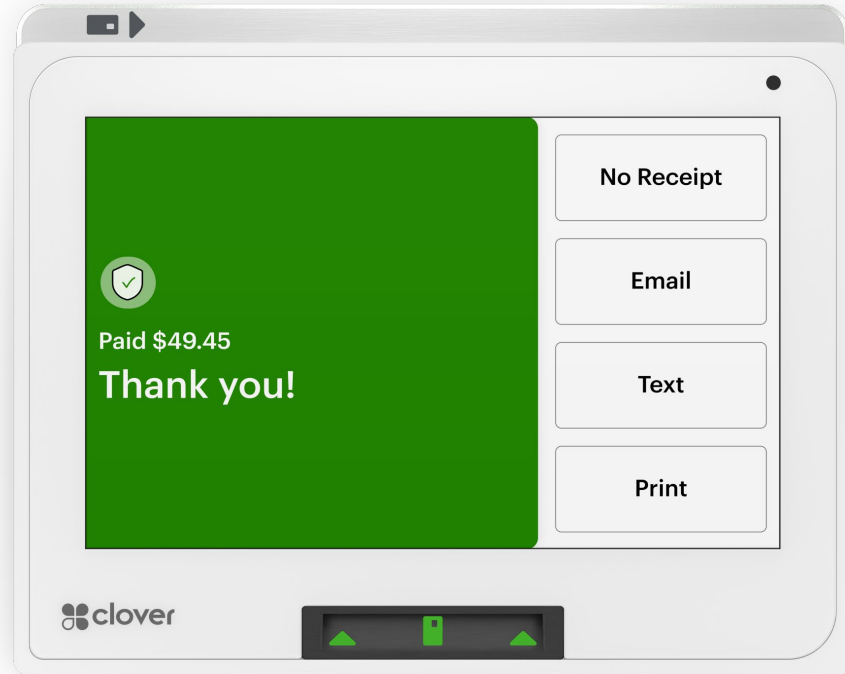 Paid $49.45
Thank you!
No Receipt
Email
Text
Print
clover